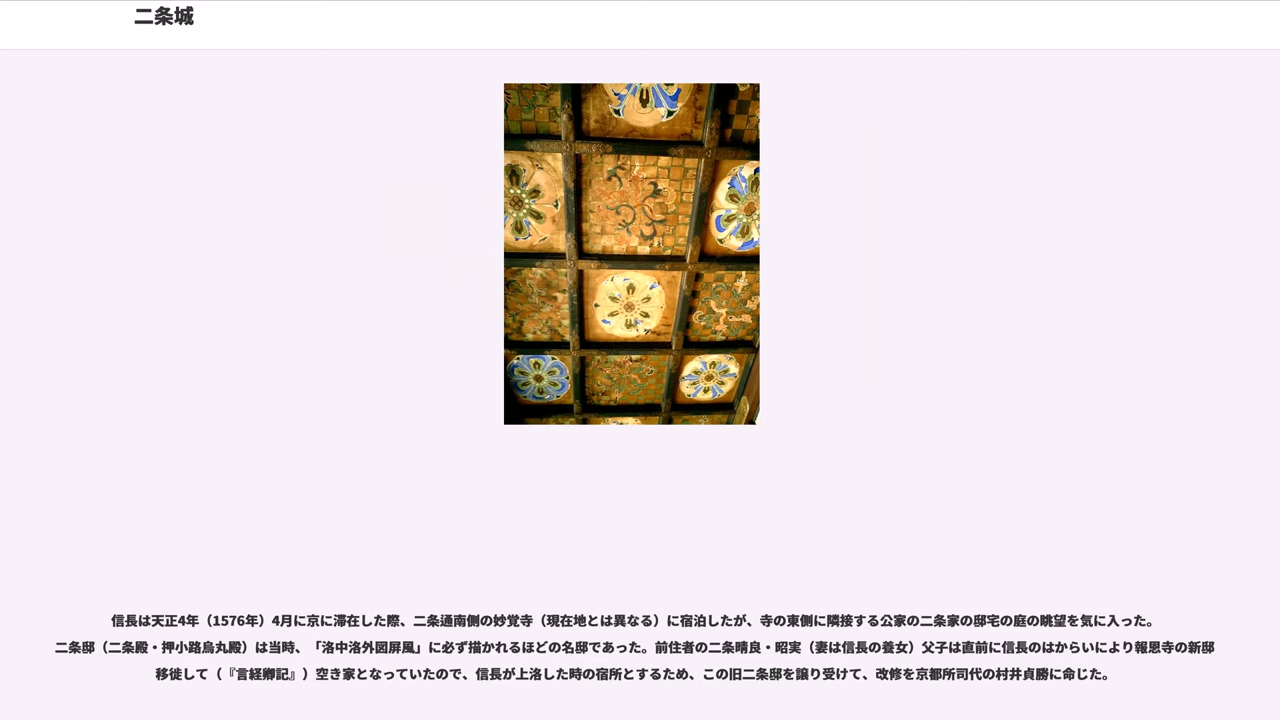 二条城
信長は天正4年（1576年）4月に京に滞在した際、二条通南側の妙覚寺（現在地とは異なる）に宿泊したが、寺の東側に隣接する公家の二条家の邸宅の庭の眺望を気に入った。
二条邸（二条殿・押小路烏丸殿）は当時、「洛中洛外図屏風」に必ず描かれるほどの名邸であった。前住者の二条晴良・昭実（妻は信長の養女）父子は直前に信長のはからいにより報恩寺の新邸
移徙して（『言経卿記』）空き家となっていたので、信長が上洛した時の宿所とするため、この旧二条邸を譲り受けて、改修を京都所司代の村井貞勝に命じた。